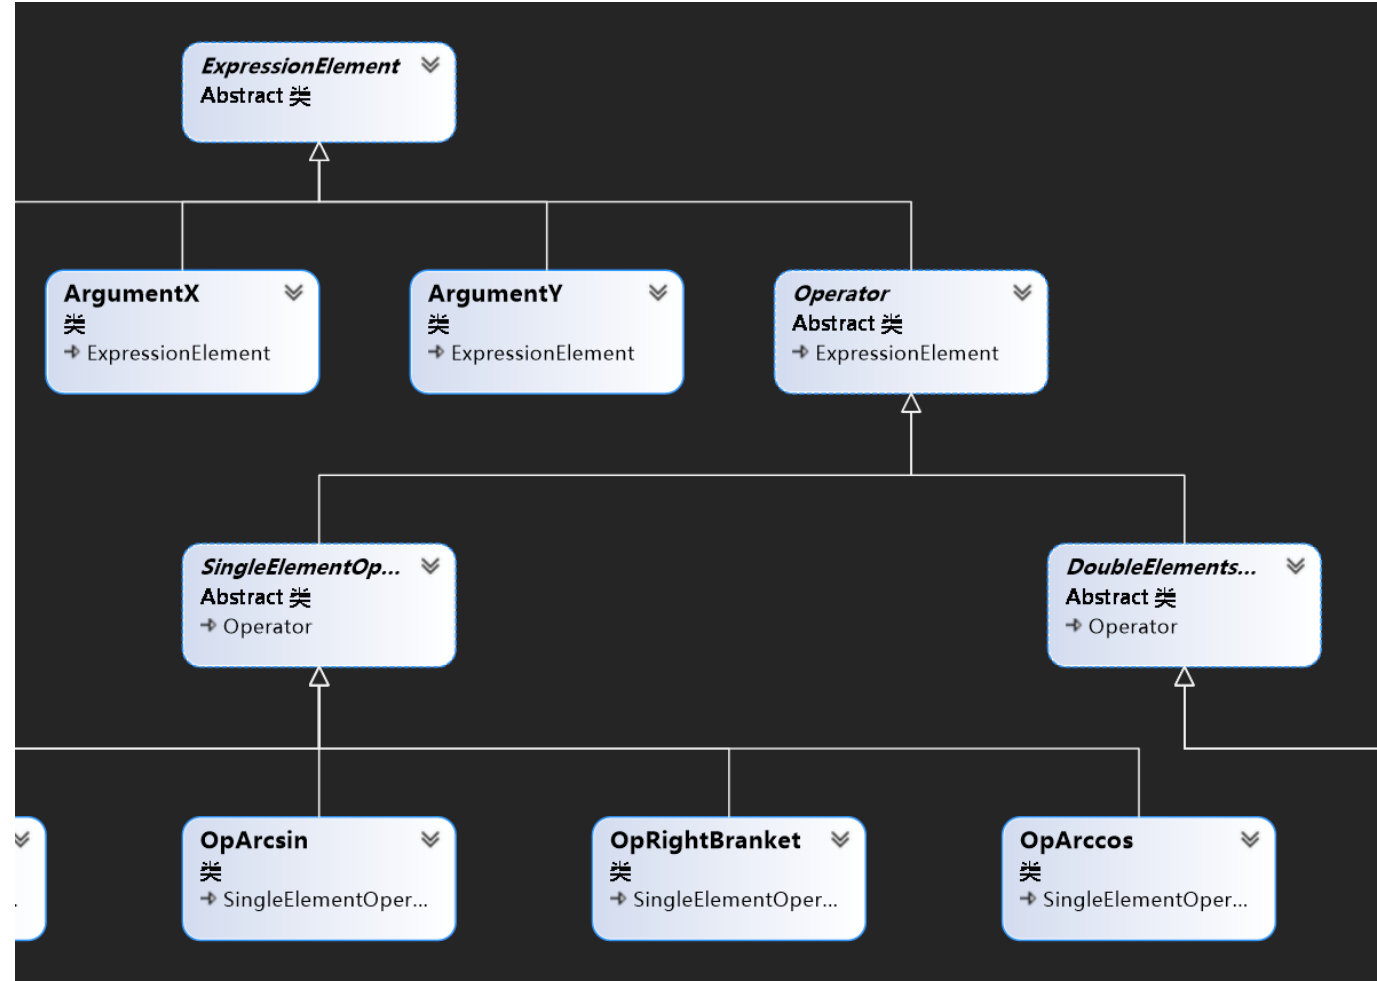 ExpressionElement
Abstract 类
ArgumentX
类
ExpressionElement
ArgumentY
类
ExpressionElement
Operator
Abstract 类
ExpressionElement
SingleElementOp...
Abstract 类
Operator
DoubleElements...
Abstract 类
Operator
.
OpArcsin
类
SingleElementOper...
OpRightBranket
类
SingleElementOper...
OpArccos
类
SingleElementOper...